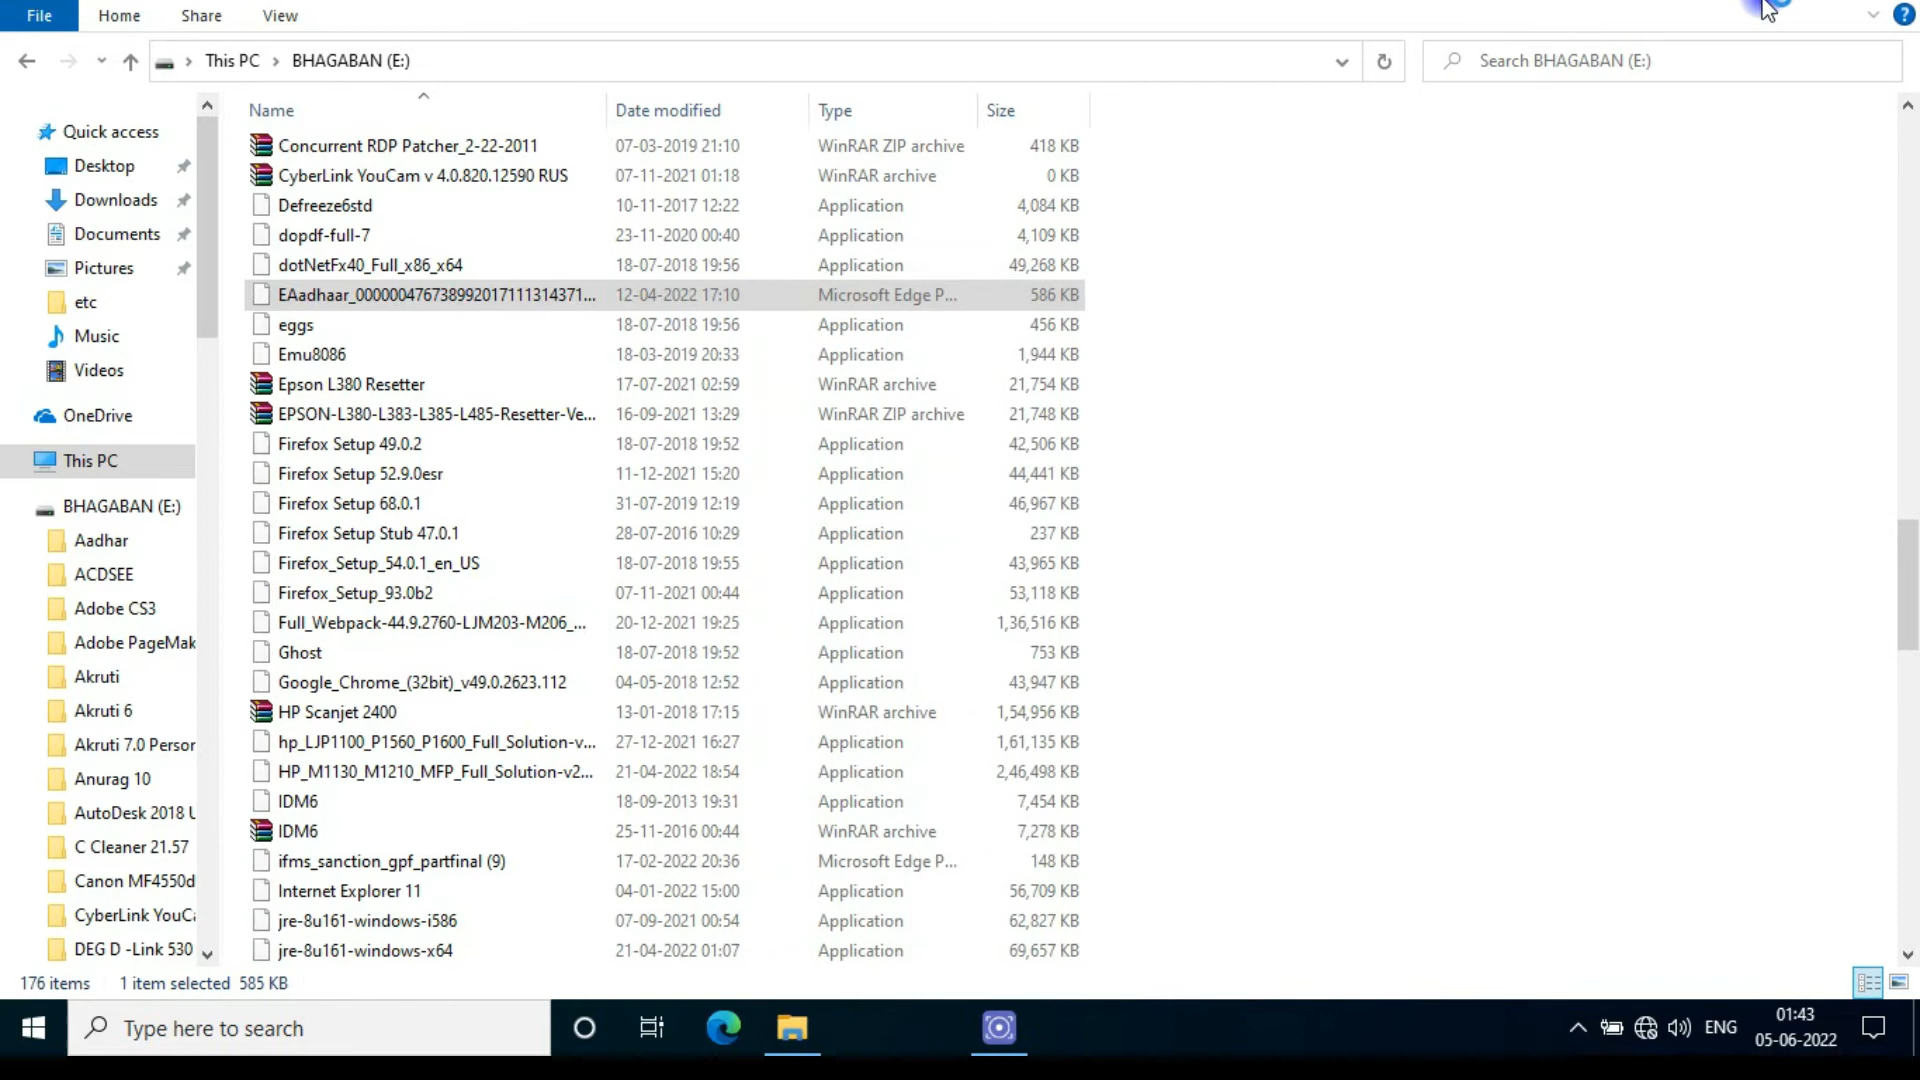 File Home Share View
This PC BHAGABAN (E:) Search BHAGABAN (E:)
Name Date modified Type Size
Quick access
Desktop
Downloads
Documents
Pictures
etc
Music
Videos
OneDrive
This PC
BHAGABAN (E:)
Aadhar
ACDSEE
Adobe CS3
Adobe PageMak
Akruti
Akruti 6
Akruti 7.0 Persor
Anurag 10
AutoDesk 2018 U
C Cleaner 21.57
Canon MF4550d
CyberLink YouCa
DEG D -Link 530
Concurrent RDP Patcher_2-22-2011 07-03-2019 21:10 WinRAR ZIP archive 418 KB
CyberLink YouCam v 4.0.820.12590 RUS 07-11-2021 01:18 WinRAR archive 0 KB
Defreeze6std 10-11-2017 12:22 Application 4,084 KB
dopdf-full-7 23-11-2020 00:40 Application 4,109 KB
dotNetFx40_Full_x86_x64 18-07-2018 19:56 Application 49,268 KB
EAadhaar_000000476738992017111314371... 12-04-2022 17:10 Microsoft Edge P... 586 KB
eggs 18-07-2018 19:56 Application 456 KB
Emu8086 18-03-2019 20:33 Application 1,944 KB
Epson L380 Resetter 17-07-2021 02:59 WinRAR archive 21,754 KB
EPSON-L380-L383-L385-L485-Resetter-Ve... 16-09-2021 13:29 WinRAR ZIP archive 21,748 KB
Firefox Setup 49.0.2 18-07-2018 19:52 Application 42,506 KB
Firefox Setup 52.9.0esr 11-12-2021 15:20 Application 44,441 KB
Firefox Setup 68.0.1 31-07-2019 12:19 Application 46,967 KB
Firefox Setup Stub 47.0.1 28-07-2016 10:29 Application 237 KB
Firefox_Setup_54.0.1_en_US 18-07-2018 19:55 Application 43,965 KB
Firefox_Setup_93.0b2 07-11-2021 00:44 Application 53,118 KB
Full_Webpack-44.9.2760-LJM203-M206_... 20-12-2021 19:25 Application 1,36,516 KB
Ghost 18-07-2018 19:52 Application 753 KB
Google_Chrome_(32bit)_v49.0.2623.112 04-05-2018 12:52 Application 43,947 KB
HP Scanjet 2400 13-01-2018 17:15 WinRAR archive 1,54,956 KB
hp_LJP1100_P1560_P1600_Full_Solution-v... 27-12-2021 16:27 Application 1,61,135 KB
HP_M1130_M1210_MFP_Full_Solution-v2... 21-04-2022 18:54 Application 2,46,498 KB
IDM6 18-09-2013 19:31 Application 7,454 KB
IDM6 25-11-2016 00:44 WinRAR archive 7,278 KB
ifms_sanction_gpf_partfinal (9) 17-02-2022 20:36 Microsoft Edge P... 148 KB
Internet Explorer 11 04-01-2022 15:00 Application 56,709 KB
jre-8u161-windows-i586 07-09-2021 00:54 Application 62,827 KB
jre-8u161-windows-x64 21-04-2022 01:07 Application 69,657 KB
176 items 1 item selected 585 KB
Type here to search ENG 01:43
05-06-2022